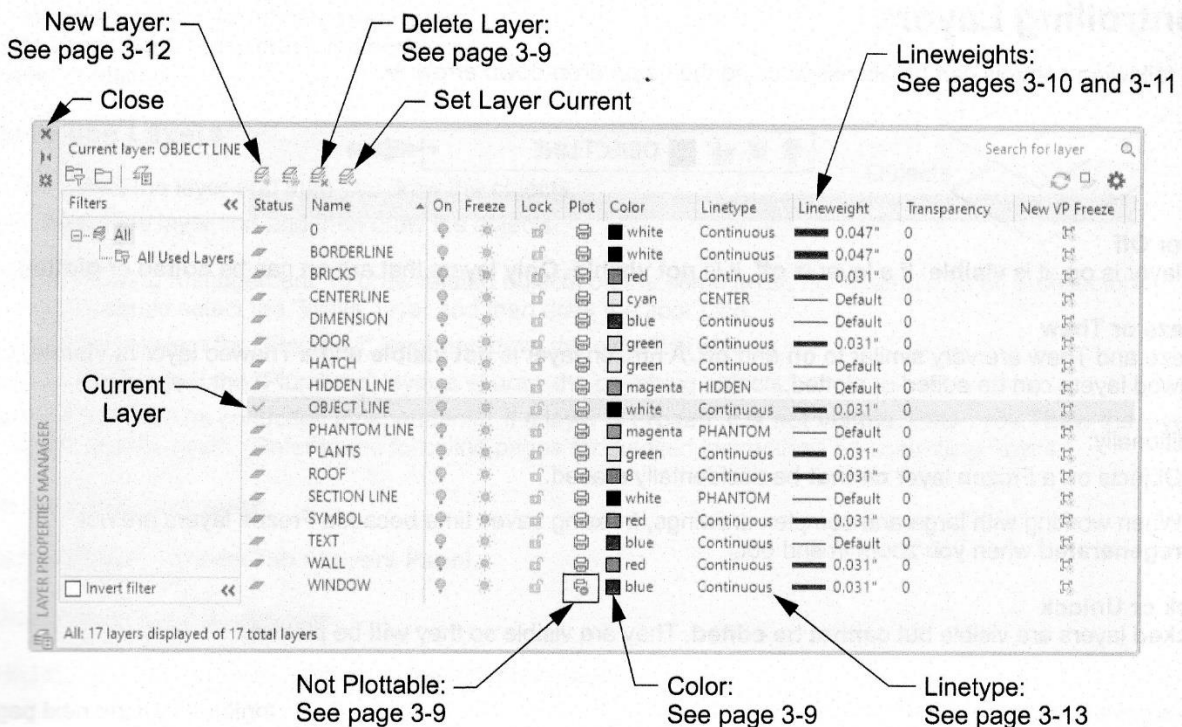 New Layer:
See page 3-12
Delete Layer:
See page 3-9
Lineweights:
See pages 3-10 and 3-11
Close
Set Layer Current
Current layer: OBJECT LINE
Search for layer
Filters << Status Name On Freeze Lock Plot Color Linetype Lineweight Transparency New VP Freeze
All
All Used Layers
0 white Continuous 0.047" 0
BORDERLINE white Continuous 0.047" 0
BRICKS red Continuous 0.031" 0
CENTERLINE cyan CENTER Default 0
DIMENSION blue Continuous Default 0
DOOR green Continuous 0.031" 0
HATCH green Continuous Default 0
HIDDEN LINE magenta HIDDEN Default 0
OBJECT LINE white Continuous 0.031" 0
PHANTOM LINE magenta PHANTOM Default 0
PLANTS green Continuous 0.031" 0
ROOF red Continuous 0.031" 0
SECTION LINE white PHANTOM Default 0
SYMBOL red Continuous 0.031" 0
TEXT blue Continuous Default 0
WALL red Continuous 0.031" 0
WINDOW blue Continuous 0.031" 0
Current
Layer
LAYER PROPERTIES MANAGER
Invert filter <<
All: 17 layers displayed of 17 total layers
Not Plottable:
See page 3-9
Color:
See page 3-9
Linetype:
See page 3-13